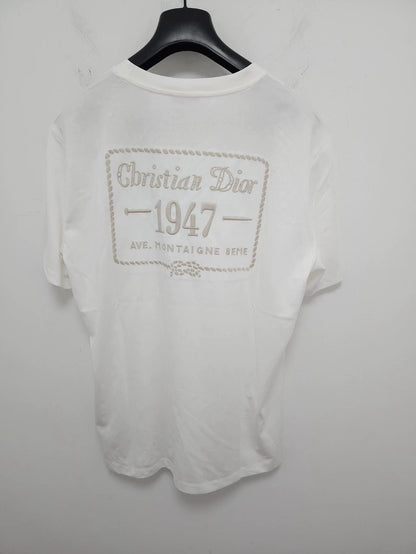 Christian Dior
1947
AVE. MONTAIGNE 8EME